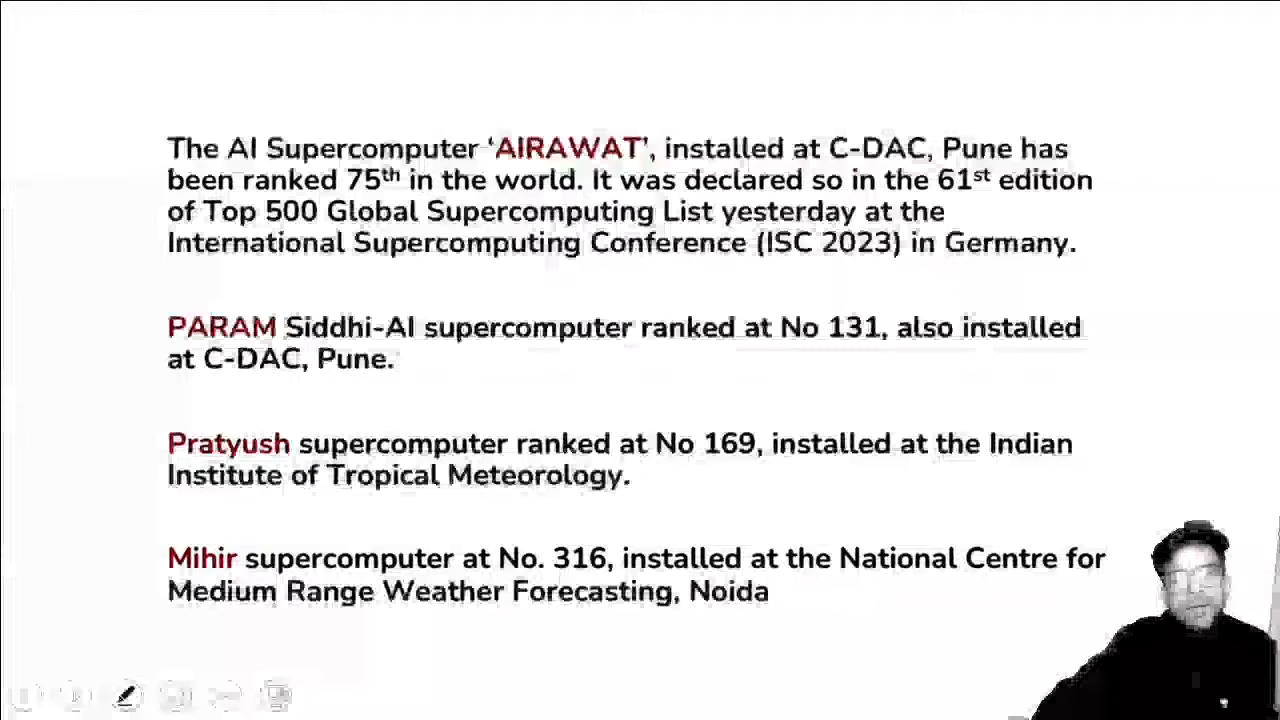 The AI Supercomputer ‘AIRAWAT’, installed at C-DAC, Pune has
been ranked 75th in the world. It was declared so in the 61st edition
of Top 500 Global Supercomputing List yesterday at the
International Supercomputing Conference (ISC 2023) in Germany.
PARAM Siddhi-AI supercomputer ranked at No 131, also installed
at C-DAC, Pune.
Pratyush supercomputer ranked at No 169, installed at the Indian
Institute of Tropical Meteorology.
Mihir supercomputer at No. 316, installed at the National Centre for
Medium Range Weather Forecasting, Noida